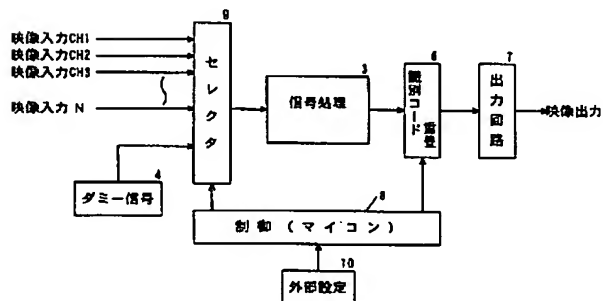 9
映像入力CH1
映像入力CH2
映像入力CH3
映像入力 N
セレクタ
3
信号処理
6
識別コード
重畳
7
出力回路
映像出力
4
ダミー信号
8
制御(マイコン)
10
外部設定